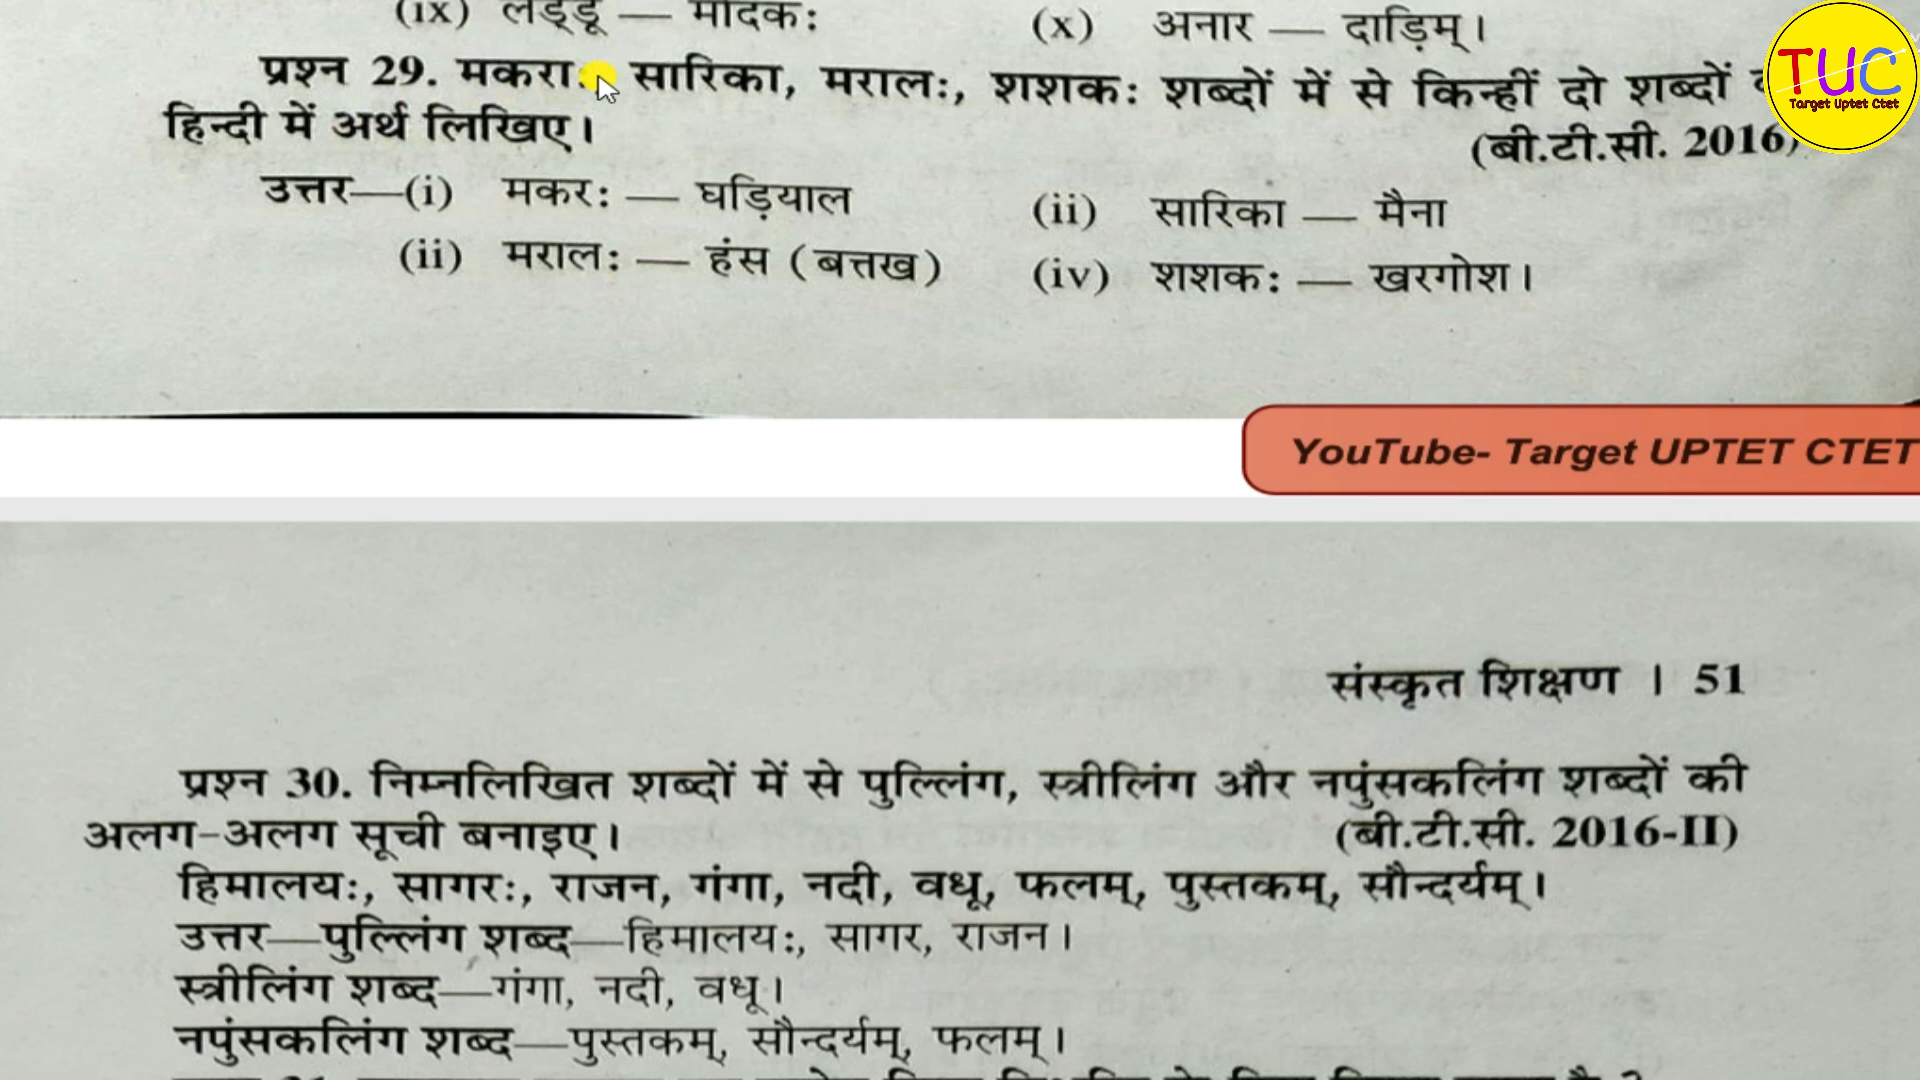 (ix) लड्डू — मोदक:
(x) अनार — दाड़िम्।
प्रश्न 29. मकरा सारिका, मराल:, शशक: शब्दों में से किन्हीं दो शब्दों
हिन्दी में अर्थ लिखिए।
(बी.टी.सी. 2016)
उत्तर—(i) मकर: — घड़ियाल
(ii) सारिका — मैना
(ii) मराल: — हंस (बत्तख)
(iv) शशक: — खरगोश।
TUC
Target Uptet Ctet
YouTube- Target UPTET CTET
संस्कृत शिक्षण । 51
प्रश्न 30. निम्नलिखित शब्दों में से पुल्लिंग, स्त्रीलिंग और नपुंसकलिंग शब्दों की
अलग-अलग सूची बनाइए।
(बी.टी.सी. 2016-II)
हिमालय:, सागर:, राजन, गंगा, नदी, वधू, फलम्, पुस्तकम्, सौन्दर्यम्।
उत्तर—पुल्लिंग शब्द—हिमालय:, सागर, राजन।
स्त्रीलिंग शब्द—गंगा, नदी, वधू।
नपुंसकलिंग शब्द—पुस्तकम्, सौन्दर्यम्, फलम्।